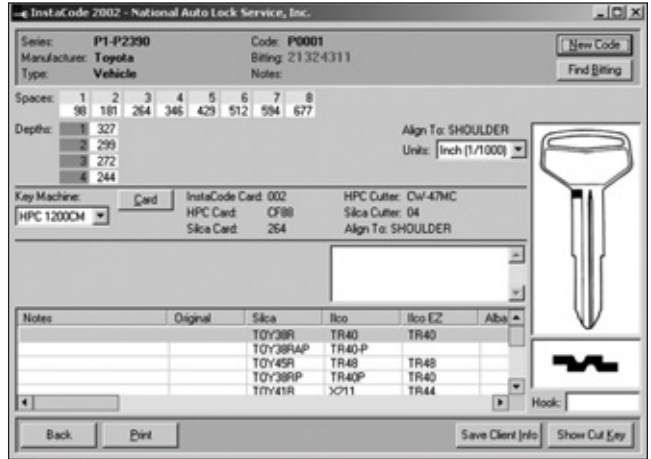 InstaCode 2002 - National Auto Lock Service, Inc.
Series: P1-P2390 Code: P0001 New Code
Manufacturer: Toyota Bitting: 21324311
Type: Vehicle Notes: Find Bitting
Spaces: 1 2 3 4 5 6 7 8
98 181 264 346 429 512 594 677
Depths: 1 327 Align To: SHOULDER
2 299 Units: Inch (1/1000)
3 272
4 244
Key Machine: Card InstaCode Card: 002 HPC Cutter: CW-47MC
HPC 1200CM HPC Card: CF88 Silca Cutter: 04
Silca Card: 264 Align To: SHOULDER
Notes Original Silca Ilco Ilco EZ Alba
TOY38R TR40 TR40
TOY38RAP TR40-P
TOY45R TR48 TR48
TOY38RP TR40P TR40
TOY41R X211 TR44
Hook:
Back Print Save Client Info Show Cut Key